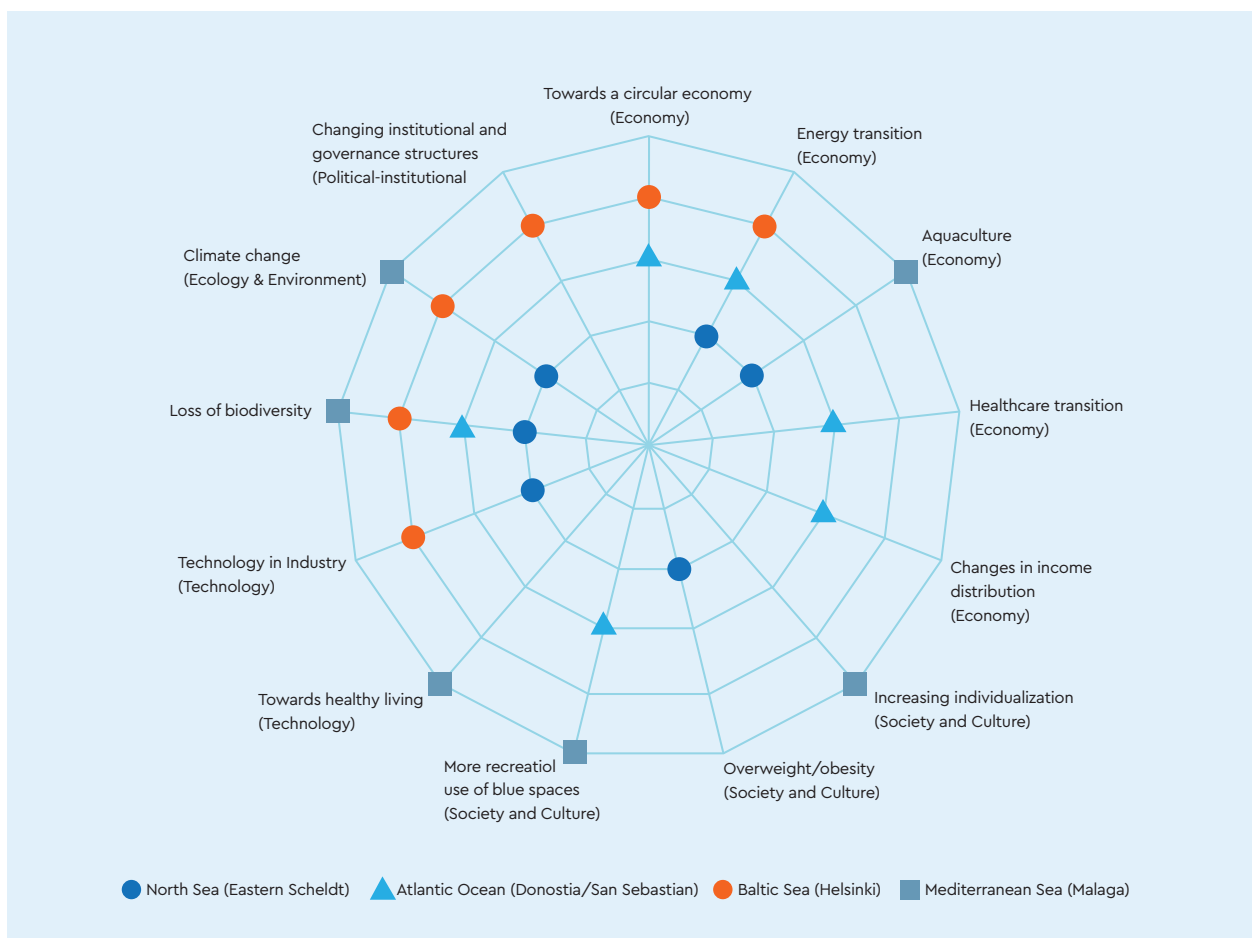 Towards a circular economy
(Economy)
Energy transition
(Economy)
Changing institutional and
governance structures
(Political-institutional
Aquaculture
(Economy)
Climate change
(Ecology & Environment)
Loss of biodiversity
Healthcare transition
(Economy)
Technology in Industry
(Technology)
Changes in income
distribution
(Economy)
Towards healthy living
(Technology)
Increasing individualization
(Society and Culture)
More recreatiol
use of blue spaces
(Society and Culture)
Overweight/obesity
(Society and Culture)
North Sea (Eastern Scheldt)
Atlantic Ocean (Donostia/San Sebastian)
Baltic Sea (Helsinki)
Mediterranean Sea (Malaga)